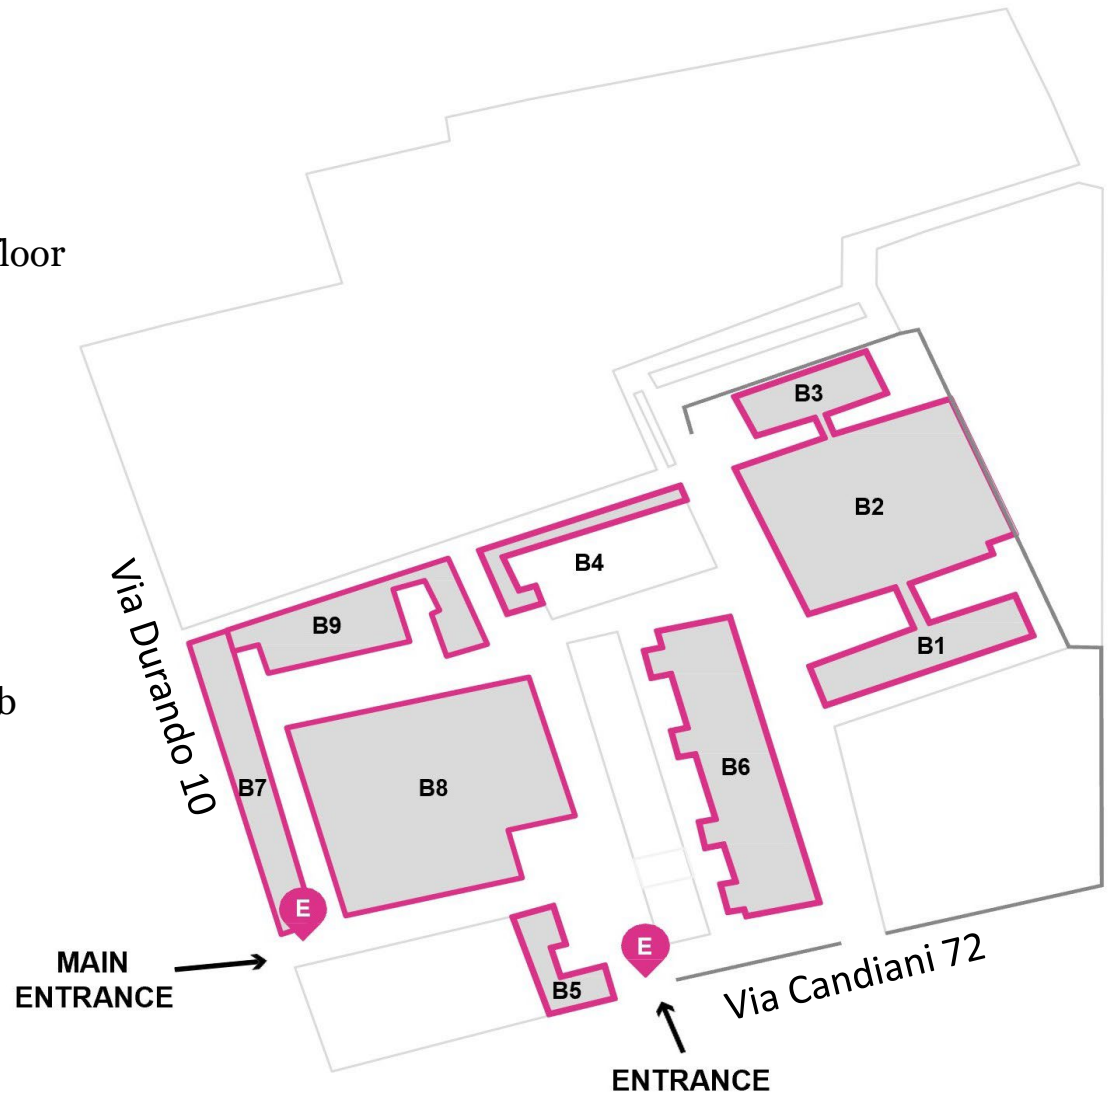 loor
B3
B2
B4
Via Durando 10
B9
B1
b
B6
B7
B8
E
E
MAIN
ENTRANCE
B5
Via Candiani 72
ENTRANCE